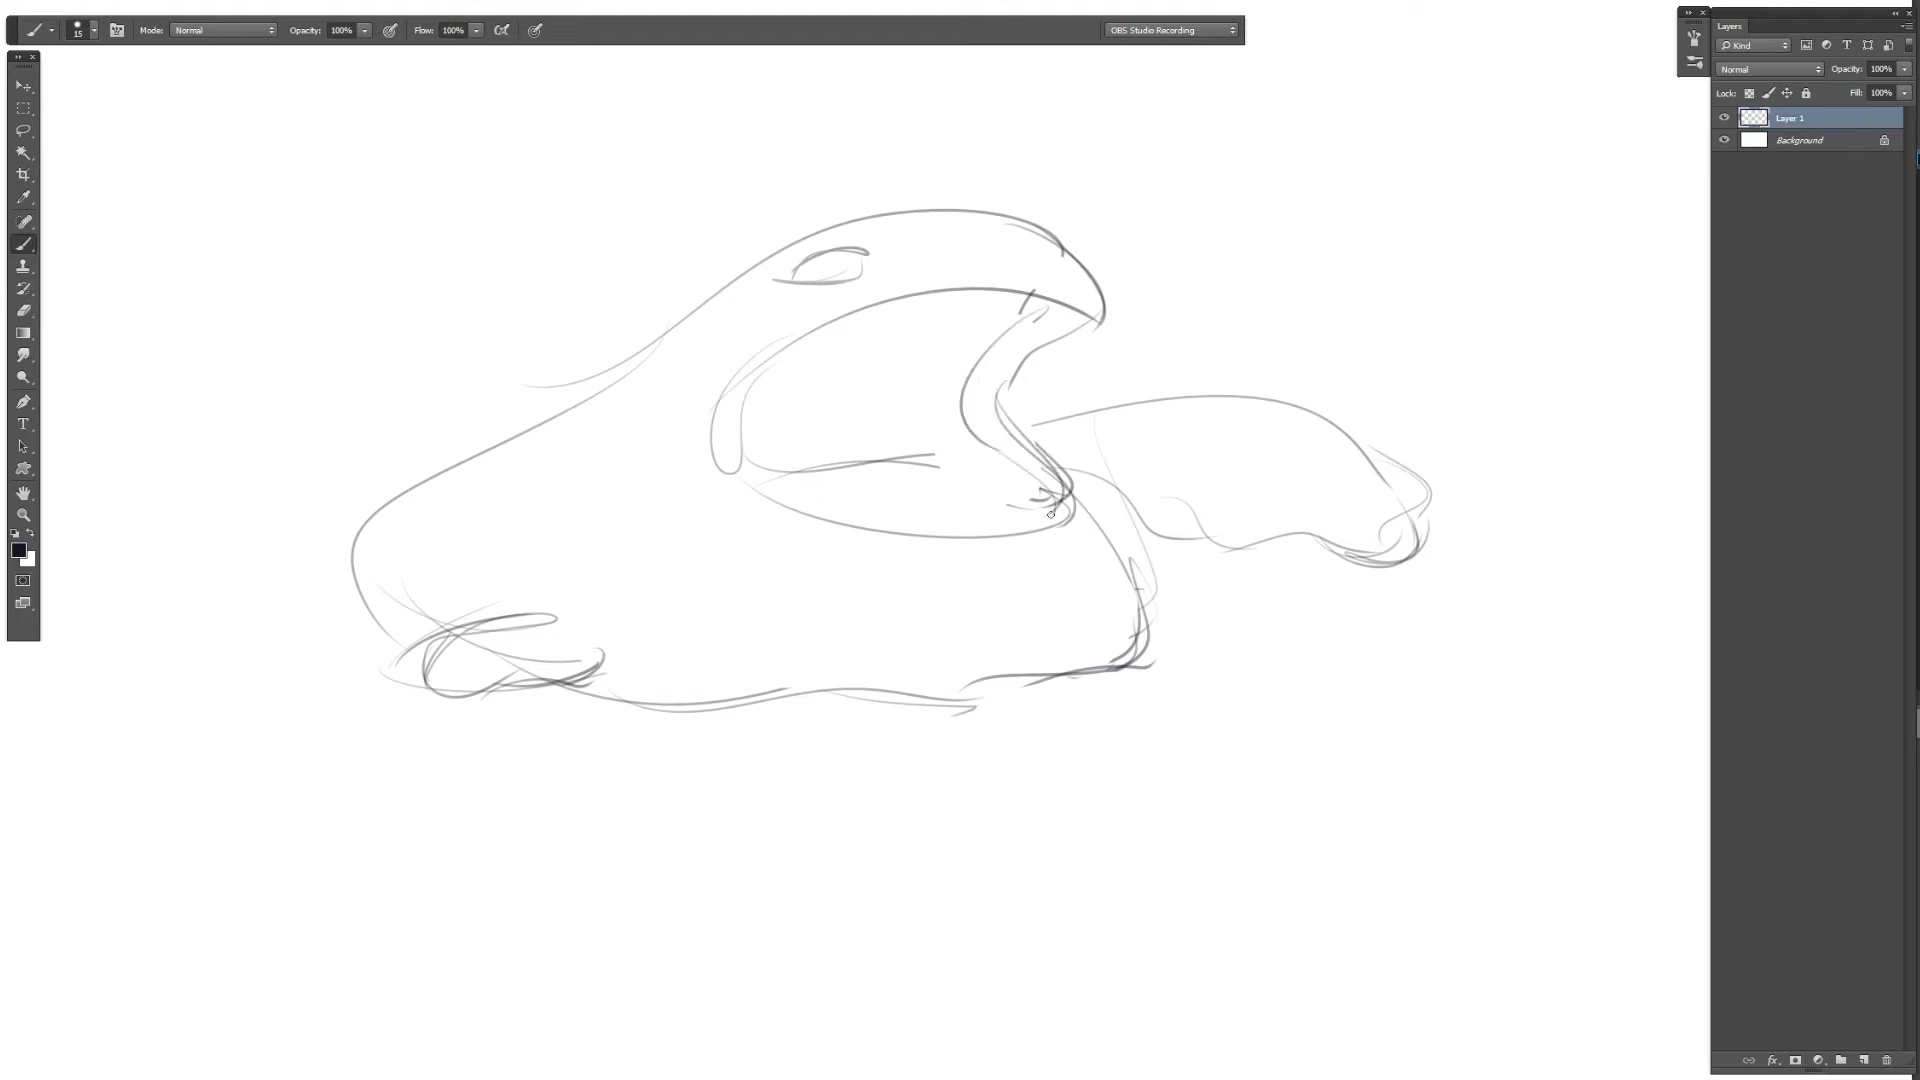 15 Mode: Normal Opacity: 100% Flow: 100% OBS Studio Recording
Layers
Kind
Normal Opacity: 100%
Lock: Fill: 100%
Layer 1
Background